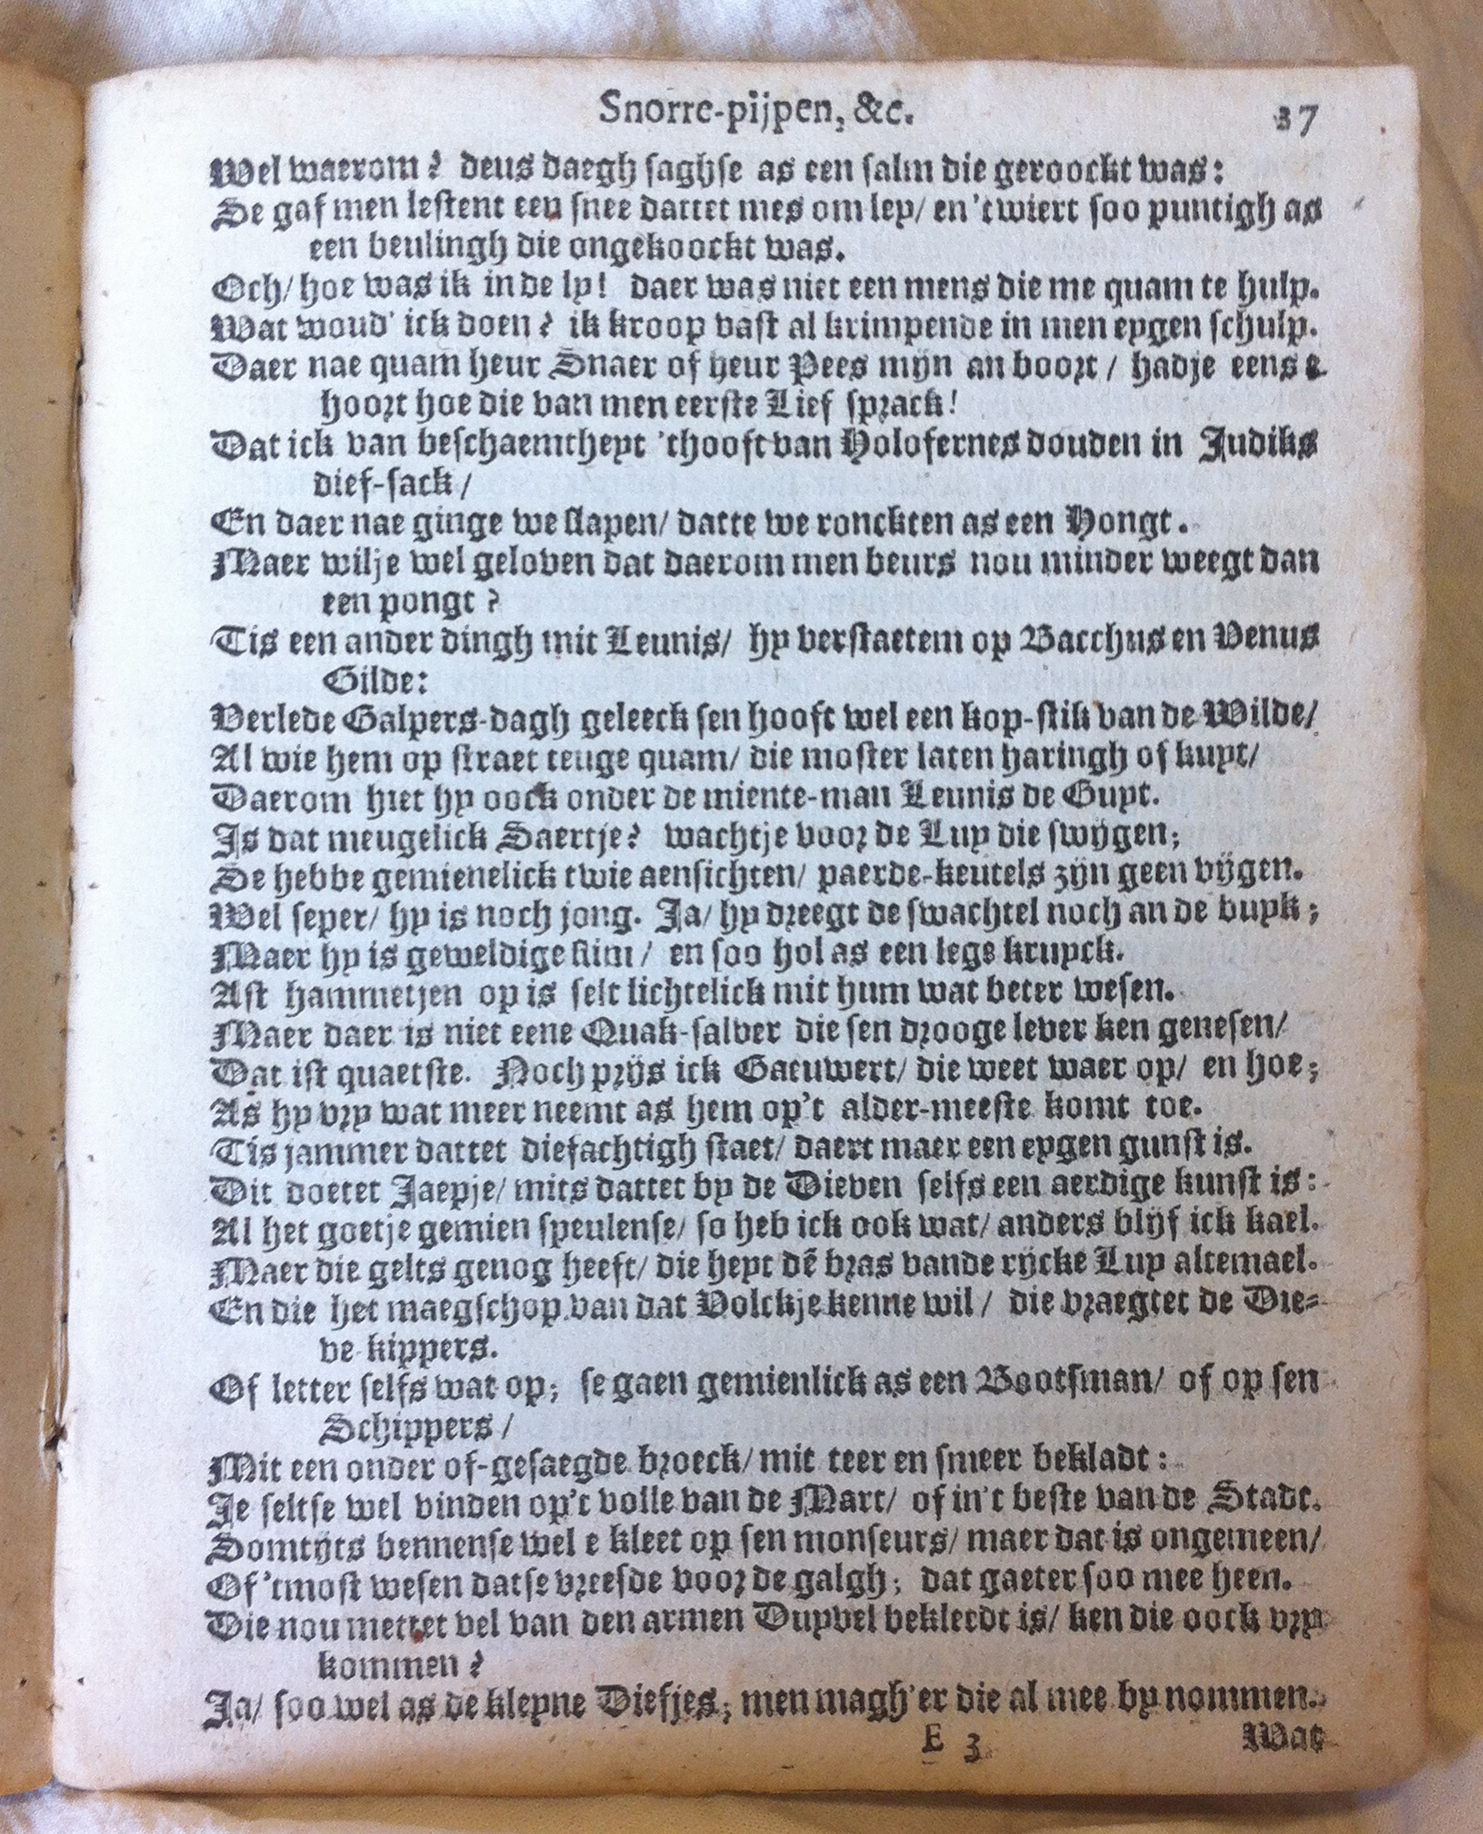 Snorre-pijpen, &c. 37
Wel waerom? deus daegh saghse as een salm die geroockt was:
Se gaf men lestent een snee dattet mes om ley/ en 'twiert soo puntigh as
een beulingh die ongekoockt was.
Och/ hoe was ik in de ly! daer was niet een mens die me quam te hulp.
Wat woud' ick doen? ik kroop vast al krimpende in men eygen schulp.
Daer nae quam heur Snaer of heur Pees mijn an boort / hadje eens e
hoort hoe die van men eerste Lief sprack!
Dat ick van beschaemtheyt 'thooft van Holofernes douden in Judiks
dief-sack/
En daer nae ginge we slapen/ datte we ronckten as een Hongt.
Maer wilje wel geloven dat daerom men beurs nou minder weegt dan
een pongt?
Tis een ander dingh mit Leunis/ hy verstaetem op Bacchus en Venus
Gilde:
Verlede Galpers-dagh geleeck sen hooft wel een kop-stik van de Wilde/
Al wie hem op straet teuge quam/ die moster laten haringh of kuyt/
Daerom hiet hy oock onder de miente-man Leunis de Guyt.
Is dat meugelick Saertje? wachtje voor de Luy die swijgen;
Se hebbe gemienelick twie aensichten/ paerde-keutels zijn geen vijgen.
Wel seper/ hy is noch jong. Ja/ hy dreegt de swachtel noch an de buyk;
Maer hy is geweldige slim/ en soo hol as een lege kruyck.
Ast hammetjen op is selt lichtelick mit hum wat beter wesen.
Maer daer is niet eene Quak-salver die sen drooge lever ken genesen/
Dat ist quaetste. Noch prijs ick Gaeuwert/ die weet waer op/ en hoe;
As hy vry wat meer neemt as hem op't alder-meeste komt toe.
Tis jammer dattet diefachtigh staet/ daert maer een eygen gunst is.
Dit doetet Jaepje/ mits dattet by de Dieven selfs een aerdige kunst is:
Al het goetje gemien speulense/ so heb ick ook wat/ anders blijf ick kael.
Maer die gelts genog heeft/ die heyt dẽ bras vande rijcke Luy altemael.
En die het maegschop van dat Volckje kenne wil/ die vraegtet de Die-
ve kippers.
Of letter selfs wat op; se gaen gemienlick as een Bootsman/ of op sen
Schippers/
Mit een onder of-gesaegde broeck/ mit teer en smeer bekladt:
Je seltse wel vinden op't volle van de Mart/ of in't beste van de Stadt.
Somtijts bennense wel e kleet op sen monseurs/ maer dat is ongemeen/
Of 'tmost wesen datse vreesde voor de galgh; dat gaeter soo mee heen.
Die nou mettet vel van den armen Duyvel bekleedt is/ ken die oock vry
kommen?
Ja/ soo wel as de kleyne Diefjes; men magh'er die al mee by nommen.
E 3 Wat